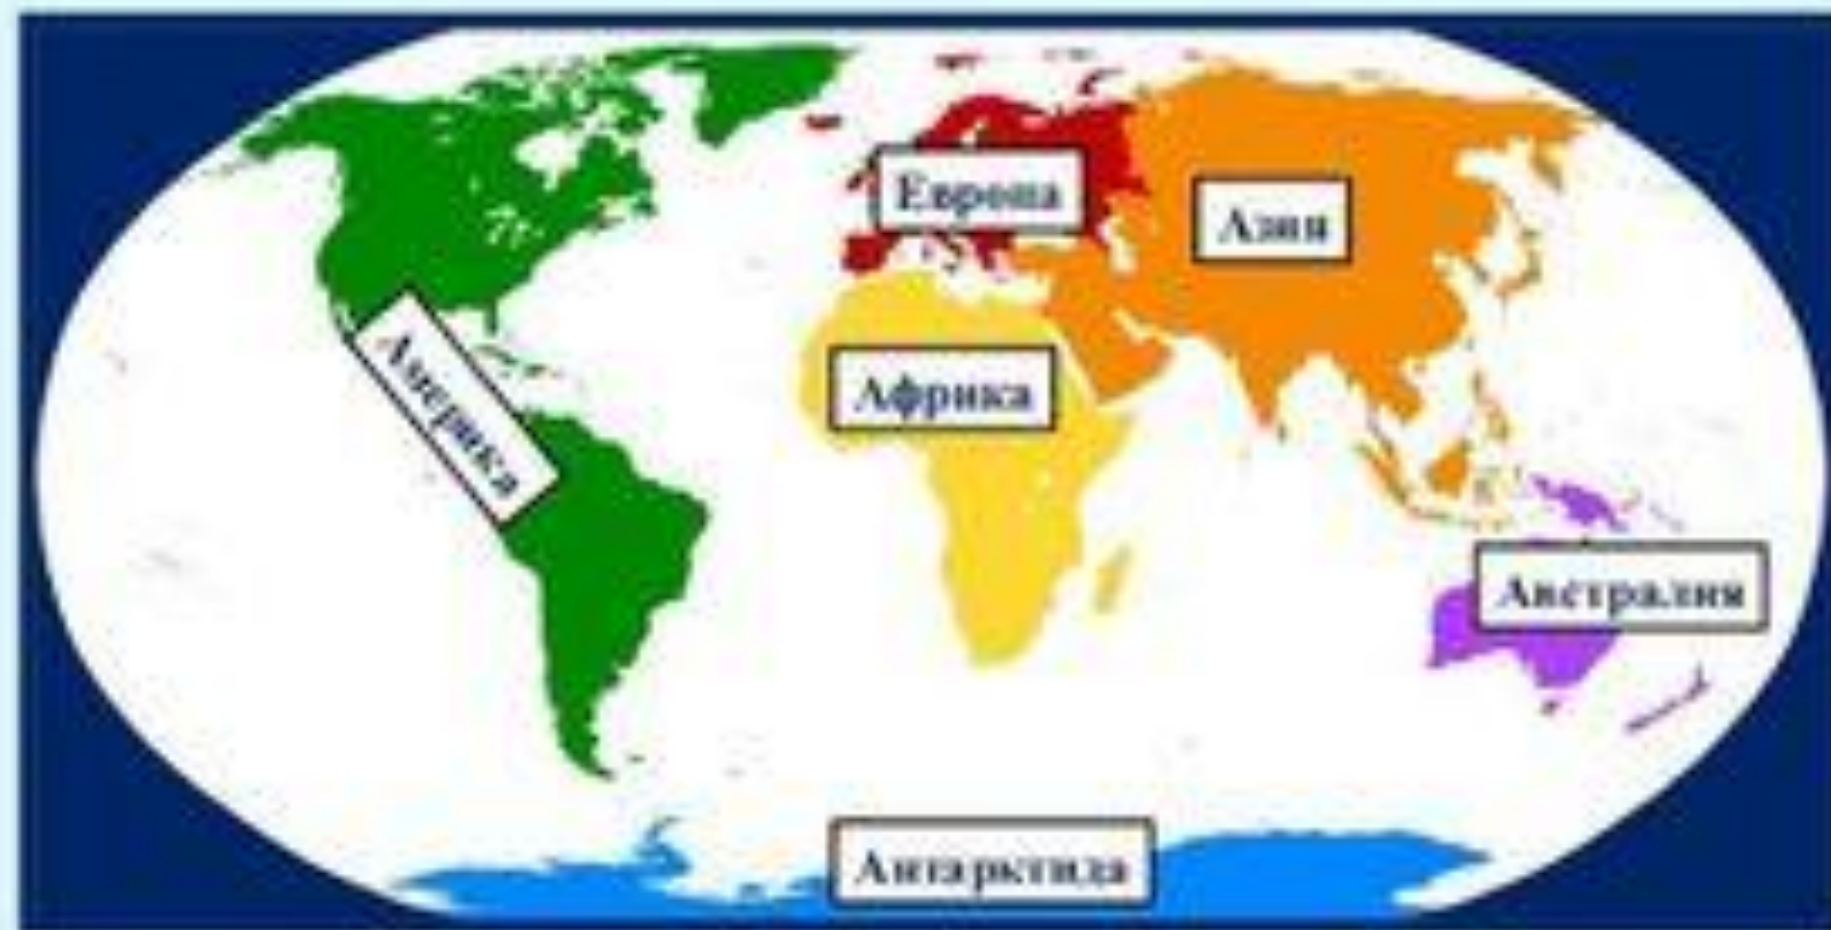 Европа
Азия
Америка
Африка
Австралия
Антарктида